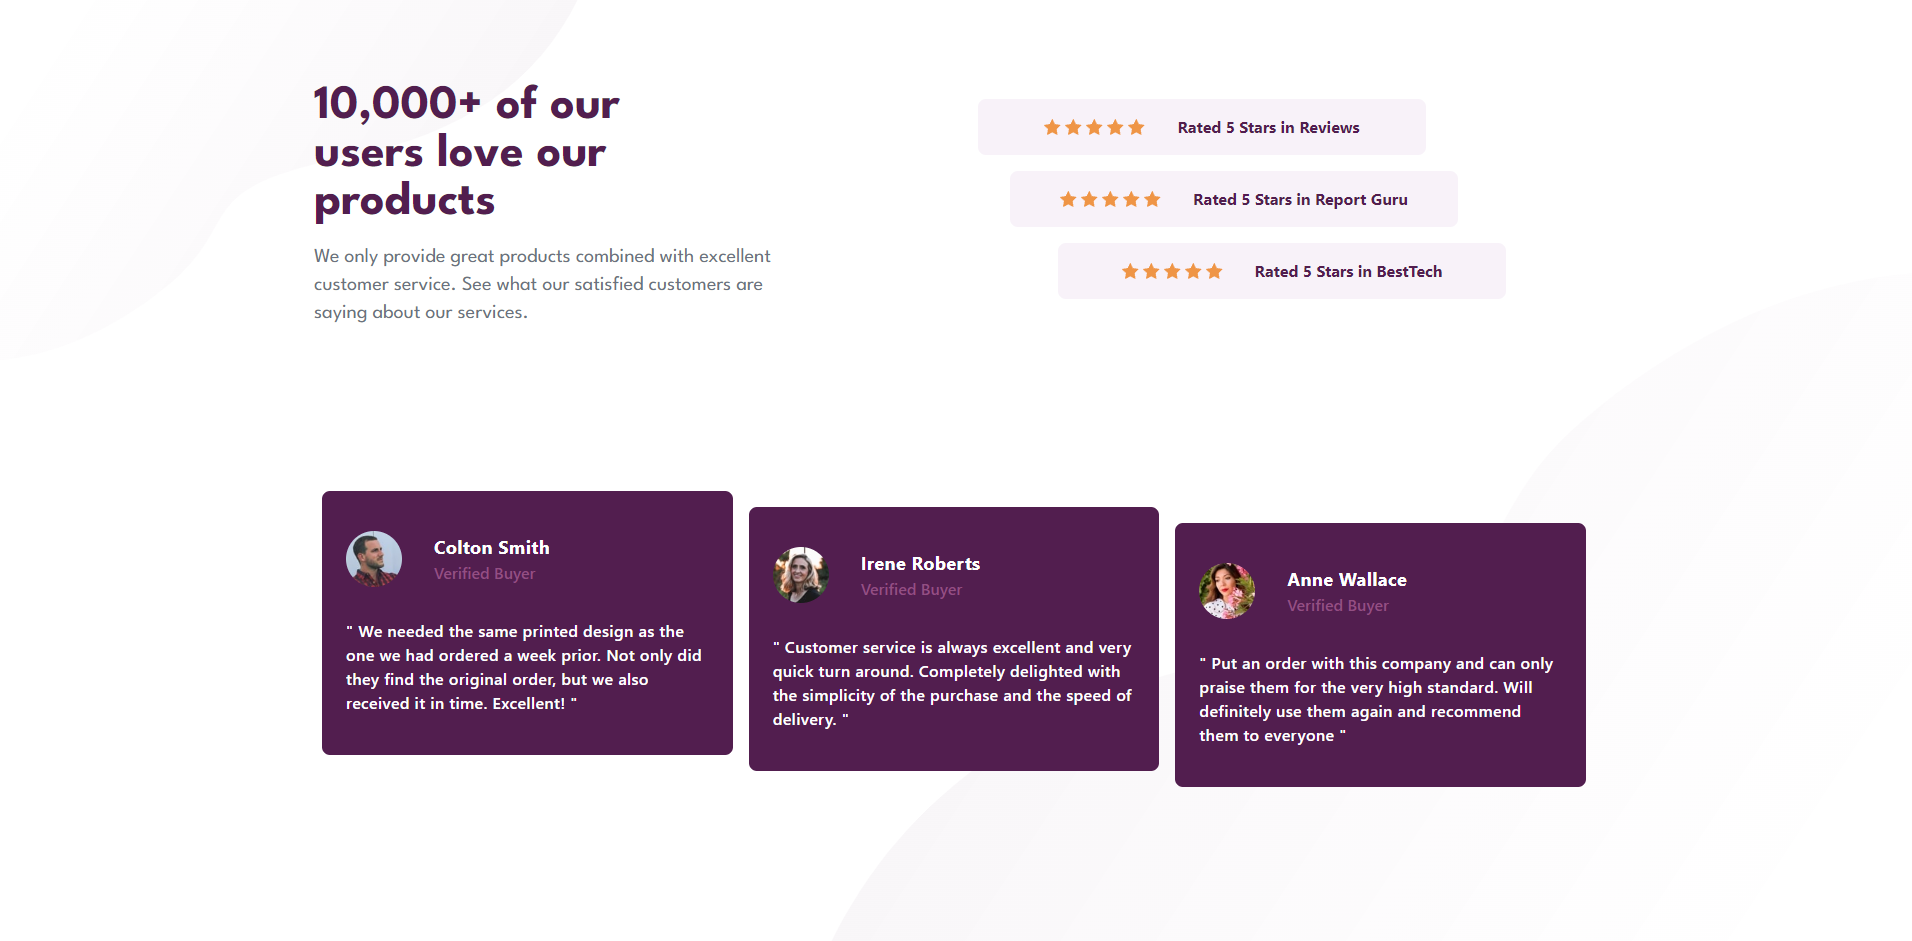 10,000+ of our
users love our
products
We only provide great products combined with excellent
customer service. See what our satisfied customers are
saying about our services.
Rated 5 Stars in Reviews
Rated 5 Stars in Report Guru
Rated 5 Stars in BestTech
Colton Smith
Verified Buyer
" We needed the same printed design as the
one we had ordered a week prior. Not only did
they find the original order, but we also
received it in time. Excellent! "
Irene Roberts
Verified Buyer
" Customer service is always excellent and very
quick turn around. Completely delighted with
the simplicity of the purchase and the speed of
delivery. "
Anne Wallace
Verified Buyer
" Put an order with this company and can only
praise them for the very high standard. Will
definitely use them again and recommend
them to everyone "